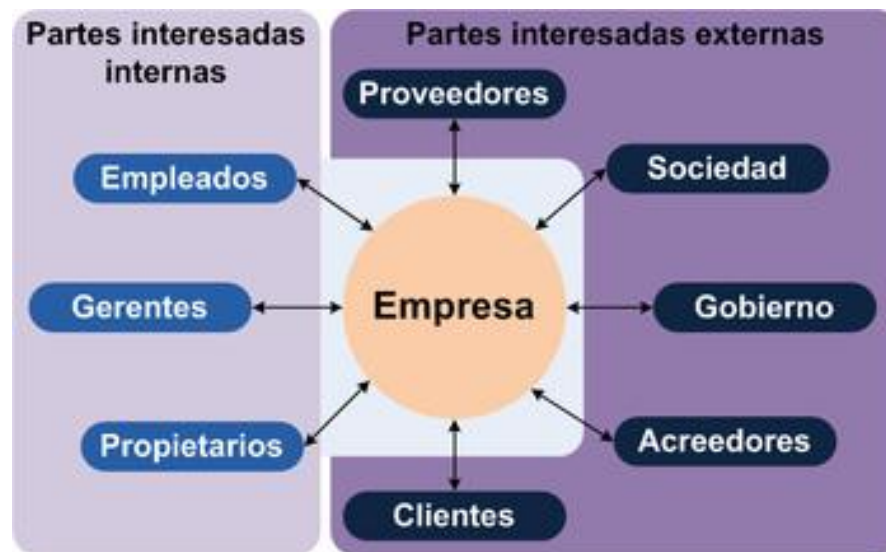 Partes interesadas
internas
Partes interesadas externas
Proveedores
Empleados
Sociedad
Gerentes
Empresa
Gobierno
Propietarios
Acreedores
Clientes